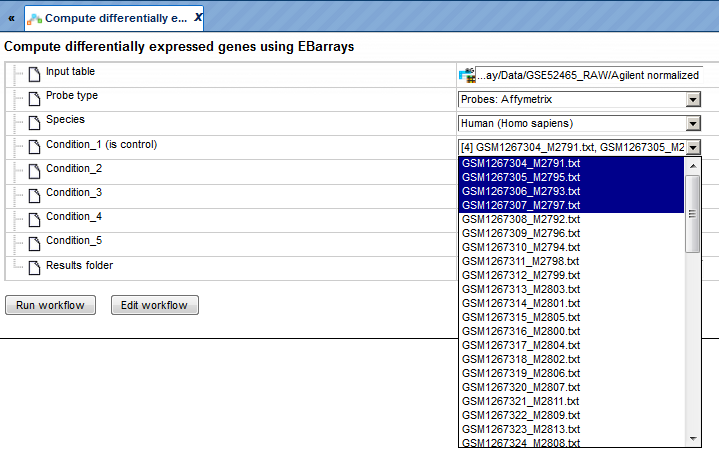 «
Compute differentially e... X
Compute differentially expressed genes using EBarrays
Input table
...ay/Data/GSE52465_RAW/Agilent normalized
Probe type
Probes: Affymetrix
Species
Human (Homo sapiens)
Condition_1 (is control)
[4] GSM1267304_M2791.txt, GSM1267305_M2
Condition_2
Condition_3
Condition_4
Condition_5
Results folder
GSM1267304_M2791.txt
GSM1267305_M2795.txt
GSM1267306_M2793.txt
GSM1267307_M2797.txt
GSM1267308_M2792.txt
GSM1267309_M2796.txt
GSM1267310_M2794.txt
GSM1267311_M2798.txt
GSM1267312_M2799.txt
GSM1267313_M2803.txt
GSM1267314_M2801.txt
GSM1267315_M2805.txt
GSM1267316_M2800.txt
GSM1267317_M2804.txt
GSM1267318_M2802.txt
GSM1267319_M2806.txt
GSM1267320_M2807.txt
GSM1267321_M2811.txt
GSM1267322_M2809.txt
GSM1267323_M2813.txt
GSM1267324_M2808.txt
Run workflow
Edit workflow